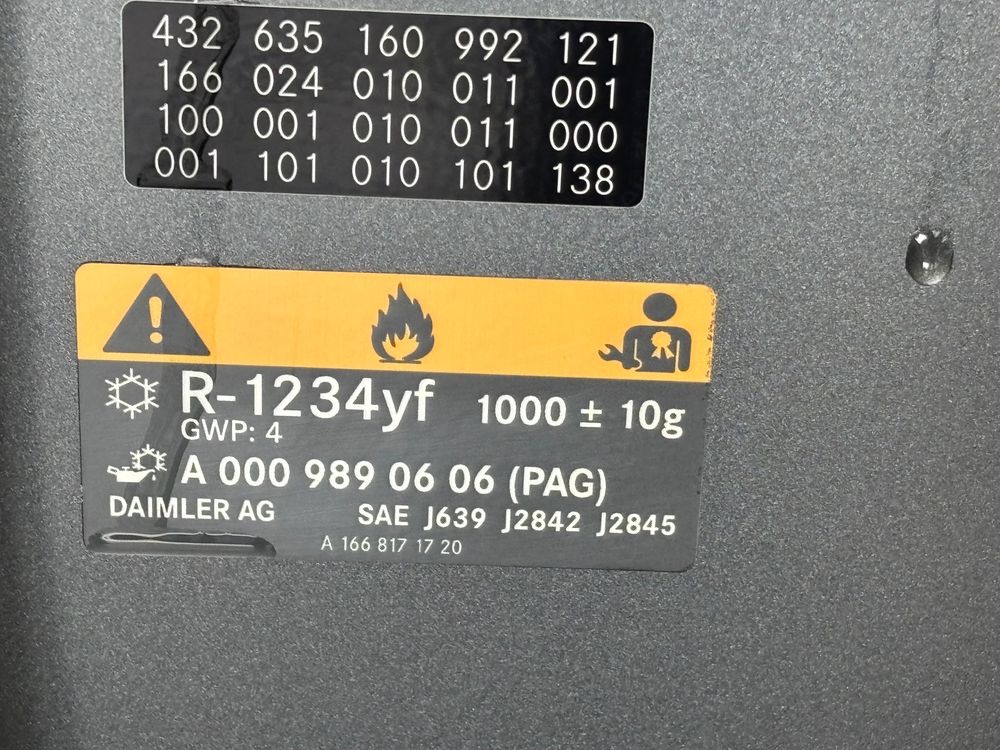 432 635 160 992 121
166 024 010 011 001
100 001 010 011 000
001 101 010 101 138
R-1234yf 1000 ± 10g
GWP: 4
A 000 989 06 06 (PAG)
DAIMLER AG SAE J639 J2842 J2845
A 166 817 17 20